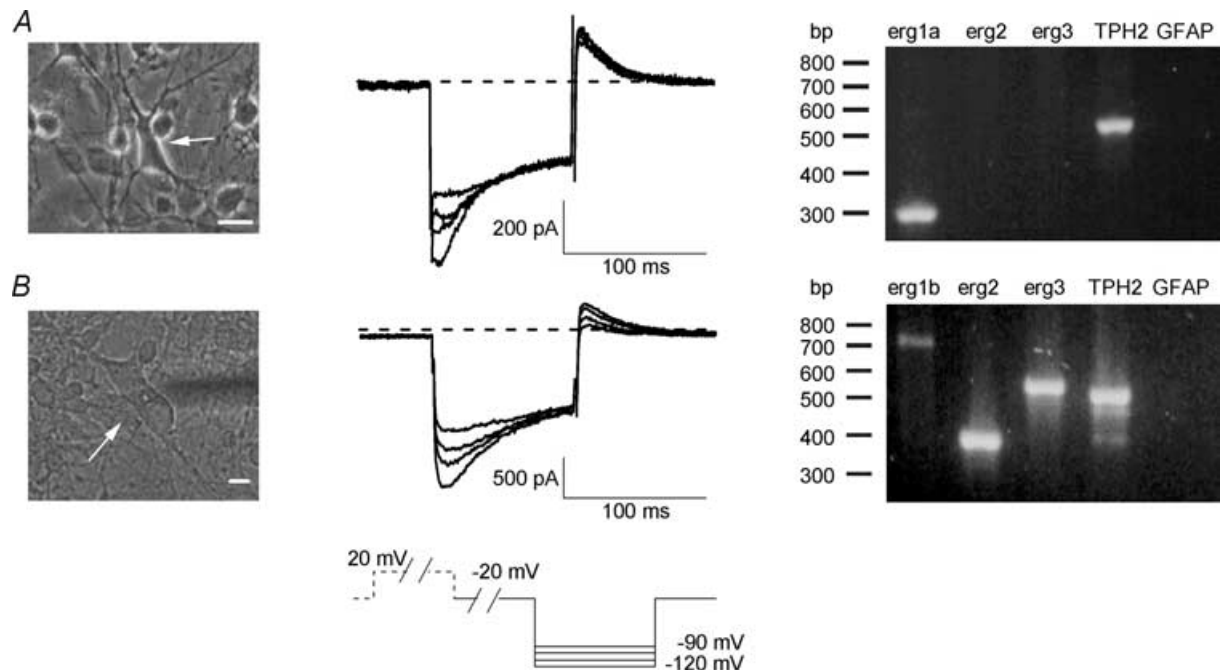 A
200 pA
100 ms
bp erg1a erg2 erg3 TPH2 GFAP
800
700
600
500
400
300
B
500 pA
100 ms
bp erg1b erg2 erg3 TPH2 GFAP
800
700
600
500
400
300
20 mV
-20 mV
-90 mV
-120 mV